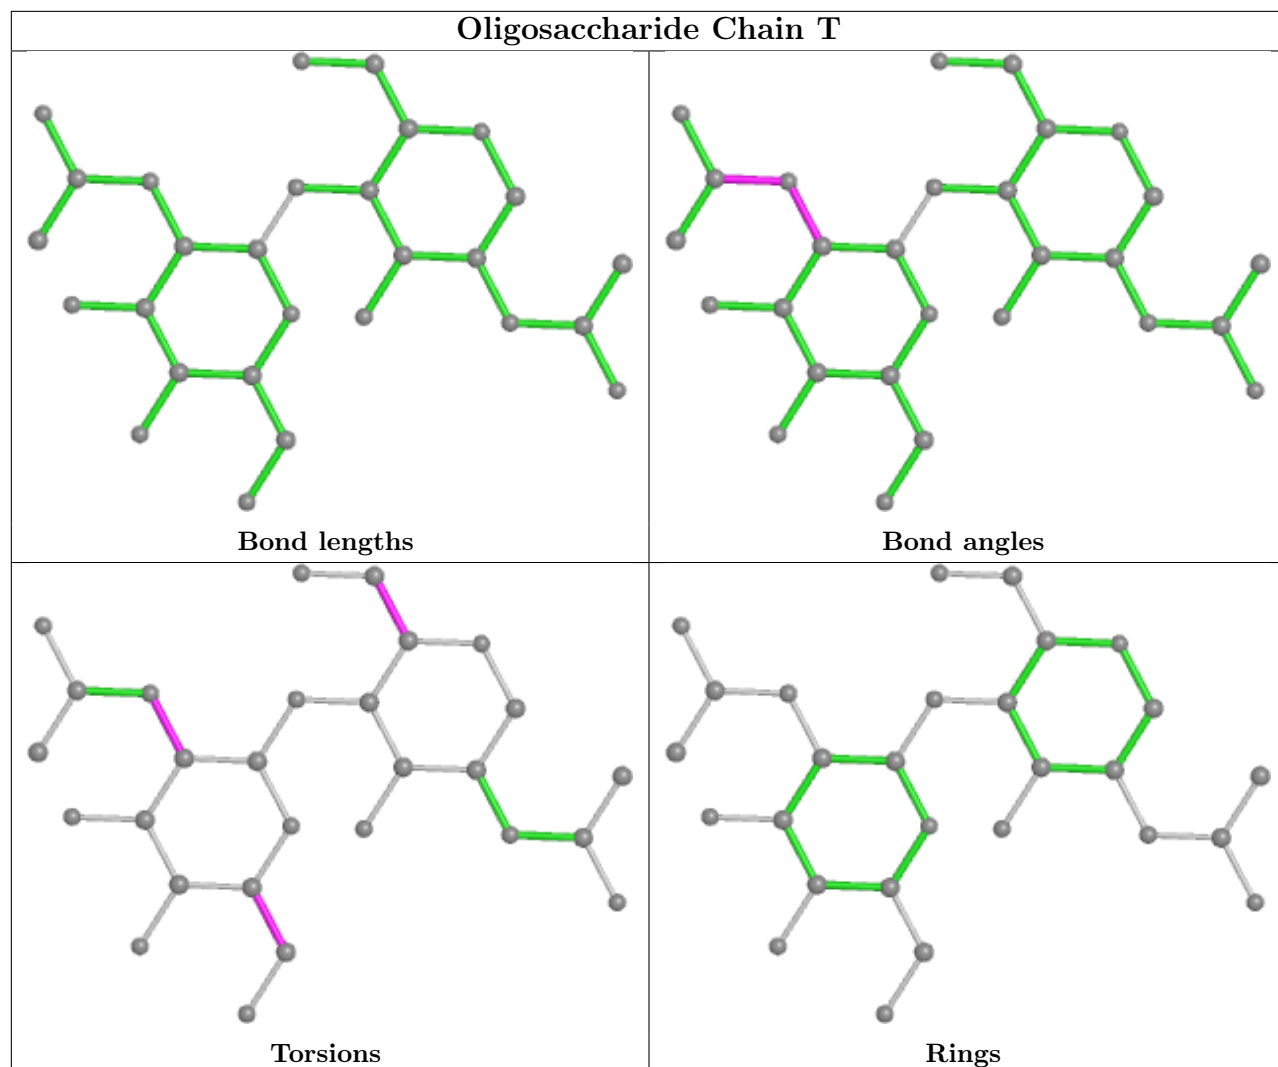 Oligosaccharide Chain T
Bond lengths
Bond angles
Torsions
Rings